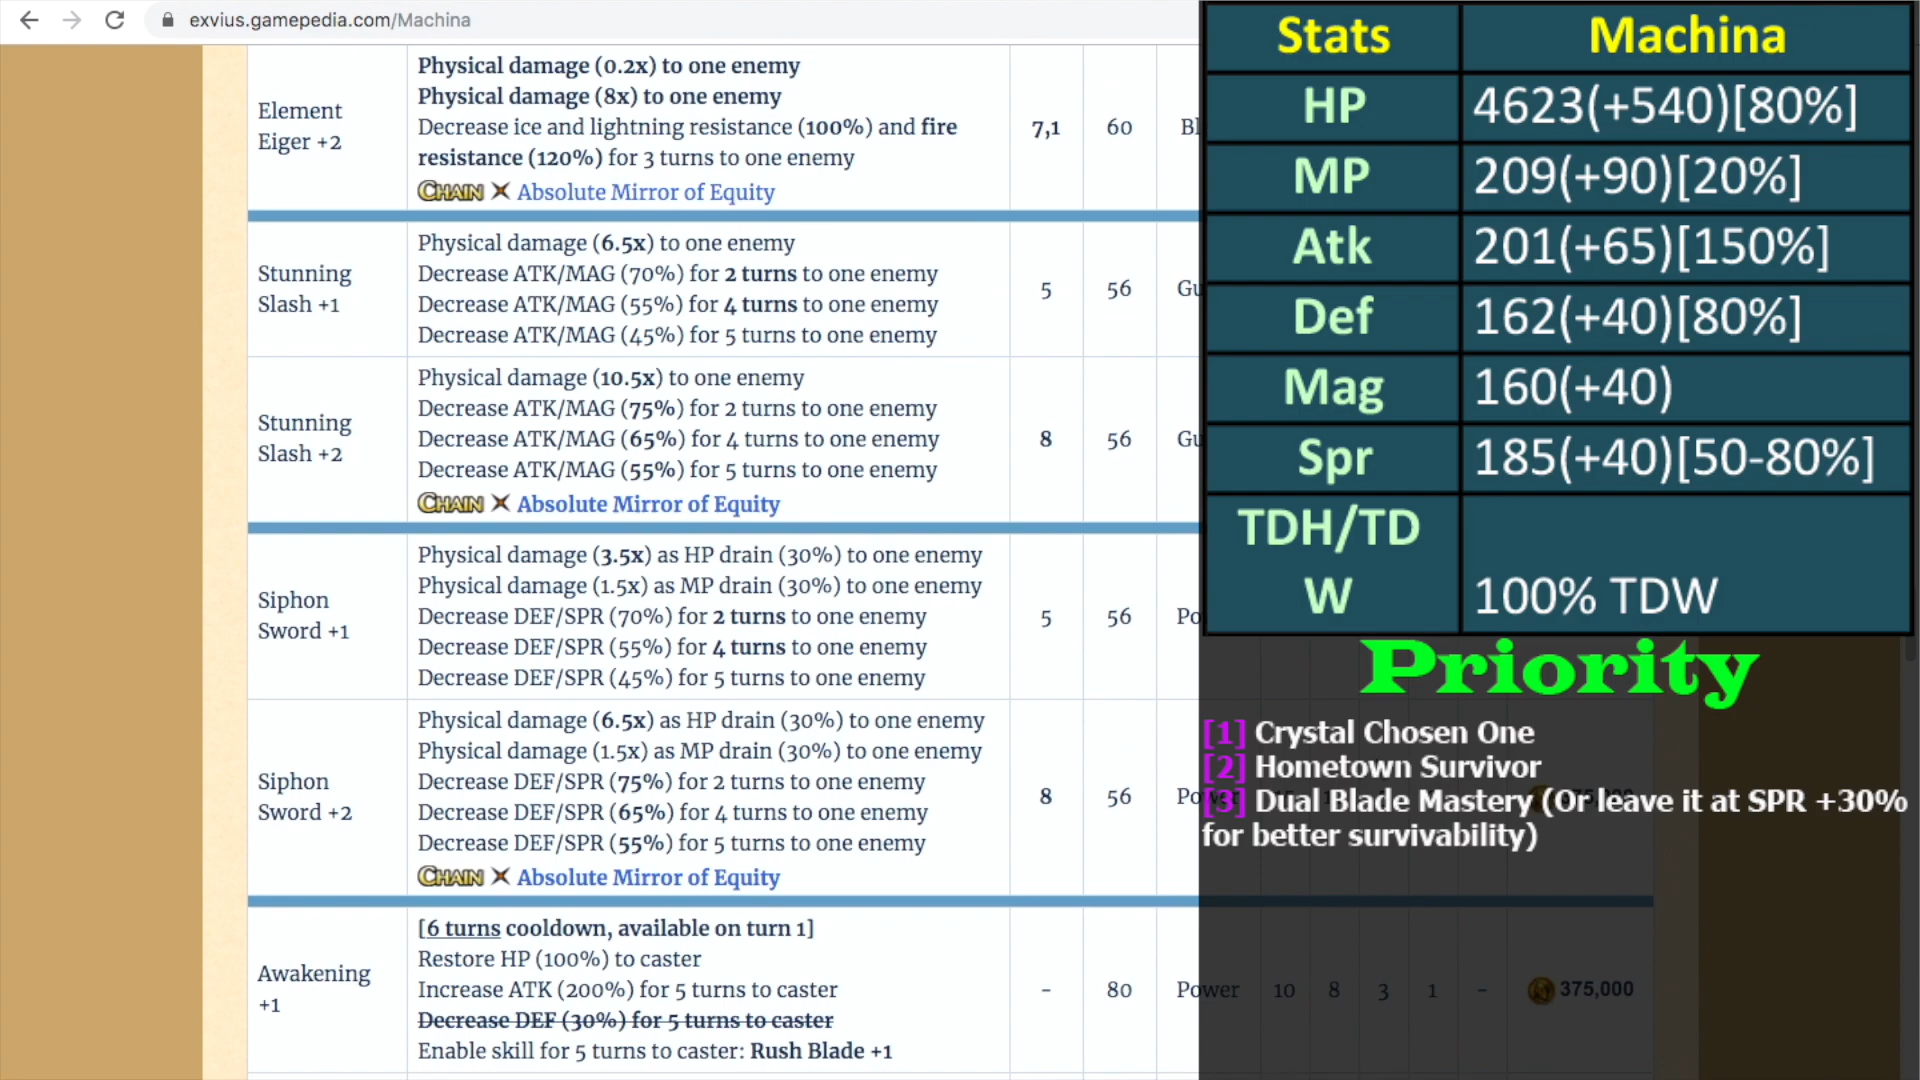 exvius.gamepedia.com/Machina
Element
Eiger +2
Physical damage (0.2x) to one enemy
Physical damage (8x) to one enemy
Decrease ice and lightning resistance (100%) and fire
resistance (120%) for 3 turns to one enemy
CHAIN Absolute Mirror of Equity
7,1
60
Stunning
Slash +1
Physical damage (6.5x) to one enemy
Decrease ATK/MAG (70%) for 2 turns to one enemy
Decrease ATK/MAG (55%) for 4 turns to one enemy
Decrease ATK/MAG (45%) for 5 turns to one enemy
5
56
Gu
Stunning
Slash +2
Physical damage (10.5x) to one enemy
Decrease ATK/MAG (75%) for 2 turns to one enemy
Decrease ATK/MAG (65%) for 4 turns to one enemy
Decrease ATK/MAG (55%) for 5 turns to one enemy
CHAIN Absolute Mirror of Equity
8
56
Gu
Siphon
Sword +1
Physical damage (3.5x) as HP drain (30%) to one enemy
Physical damage (1.5x) as MP drain (30%) to one enemy
Decrease DEF/SPR (70%) for 2 turns to one enemy
Decrease DEF/SPR (55%) for 4 turns to one enemy
Decrease DEF/SPR (45%) for 5 turns to one enemy
5
56
Po
Siphon
Sword +2
Physical damage (6.5x) as HP drain (30%) to one enemy
Physical damage (1.5x) as MP drain (30%) to one enemy
Decrease DEF/SPR (75%) for 2 turns to one enemy
Decrease DEF/SPR (65%) for 4 turns to one enemy
Decrease DEF/SPR (55%) for 5 turns to one enemy
CHAIN Absolute Mirror of Equity
8
56
Awakening
+1
[6 turns cooldown, available on turn 1]
Restore HP (100%) to caster
Increase ATK (200%) for 5 turns to caster
Decrease DEF (30%) for 5 turns to caster
Enable skill for 5 turns to caster: Rush Blade +1
- 80 Power 10 8 3 1 - 375,000
Stats Machina
HP 4623(+540)[80%]
MP 209(+90)[20%]
Atk 201(+65)[150%]
Def 162(+40)[80%]
Mag 160(+40)
Spr 185(+40)[50-80%]
TDH/TD
W 100% TDW
Priority
[1] Crystal Chosen One
[2] Hometown Survivor
[3] Dual Blade Mastery (Or leave it at SPR +30%
for better survivability)